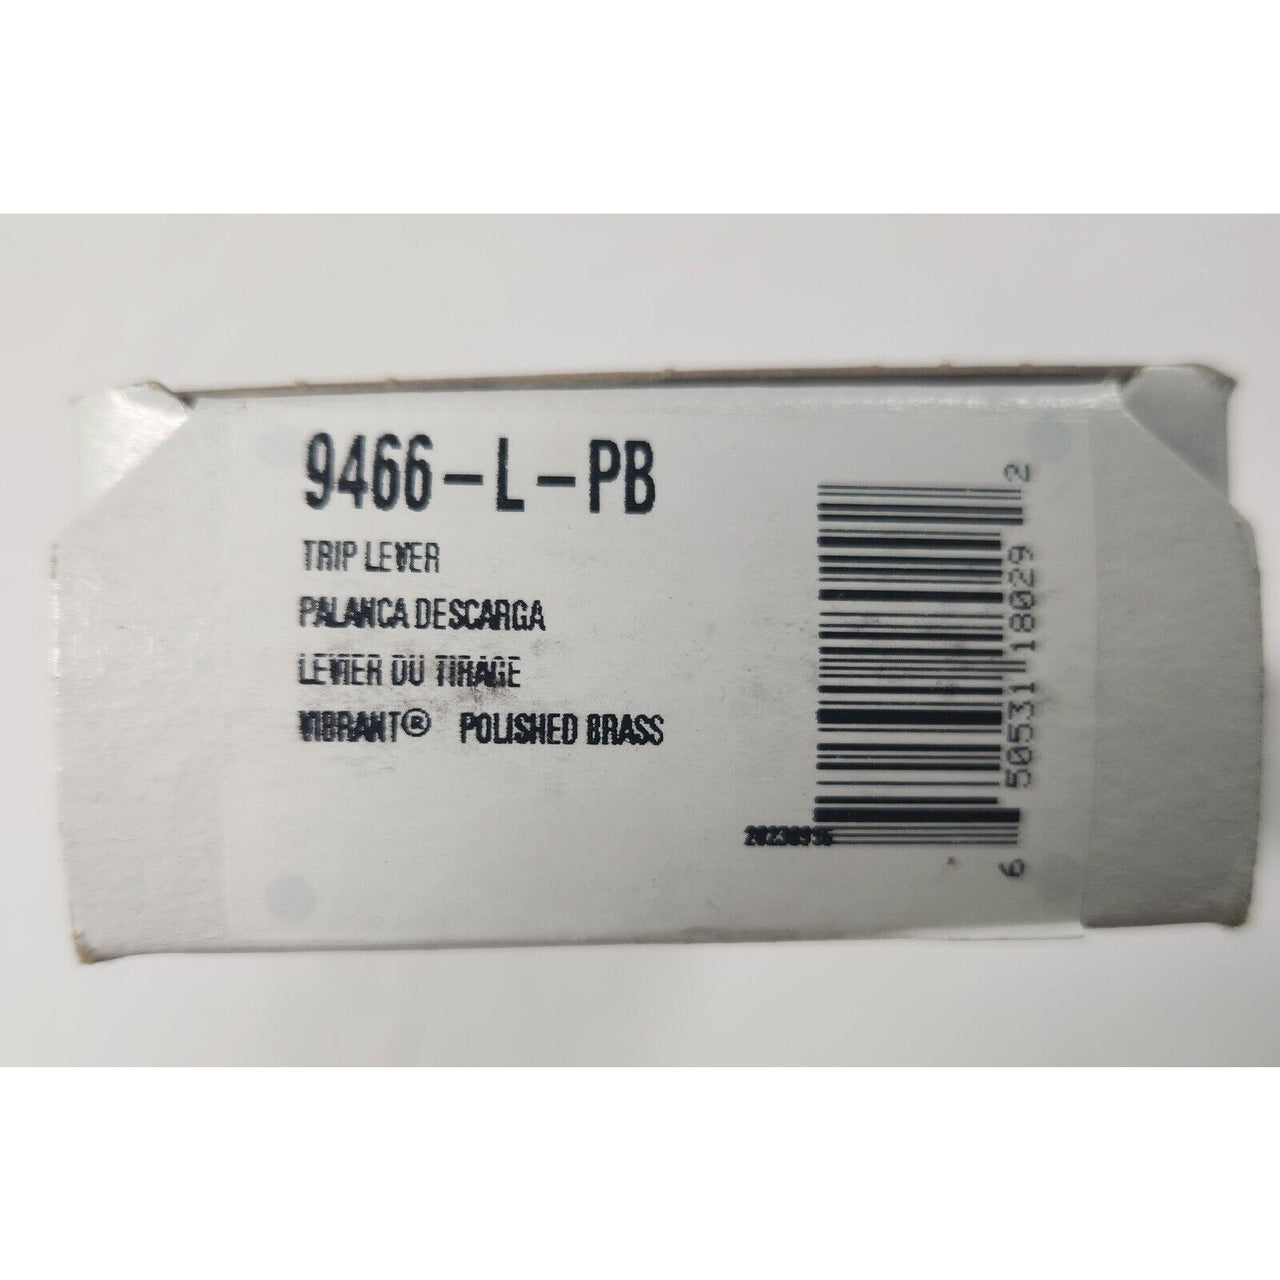 9466-L-PB
TRIP LEVER
PALANCA DESCARGA
LEVIER DU TIRAGE
VIBRANT® POLISHED BRASS
6 50531 18029 2